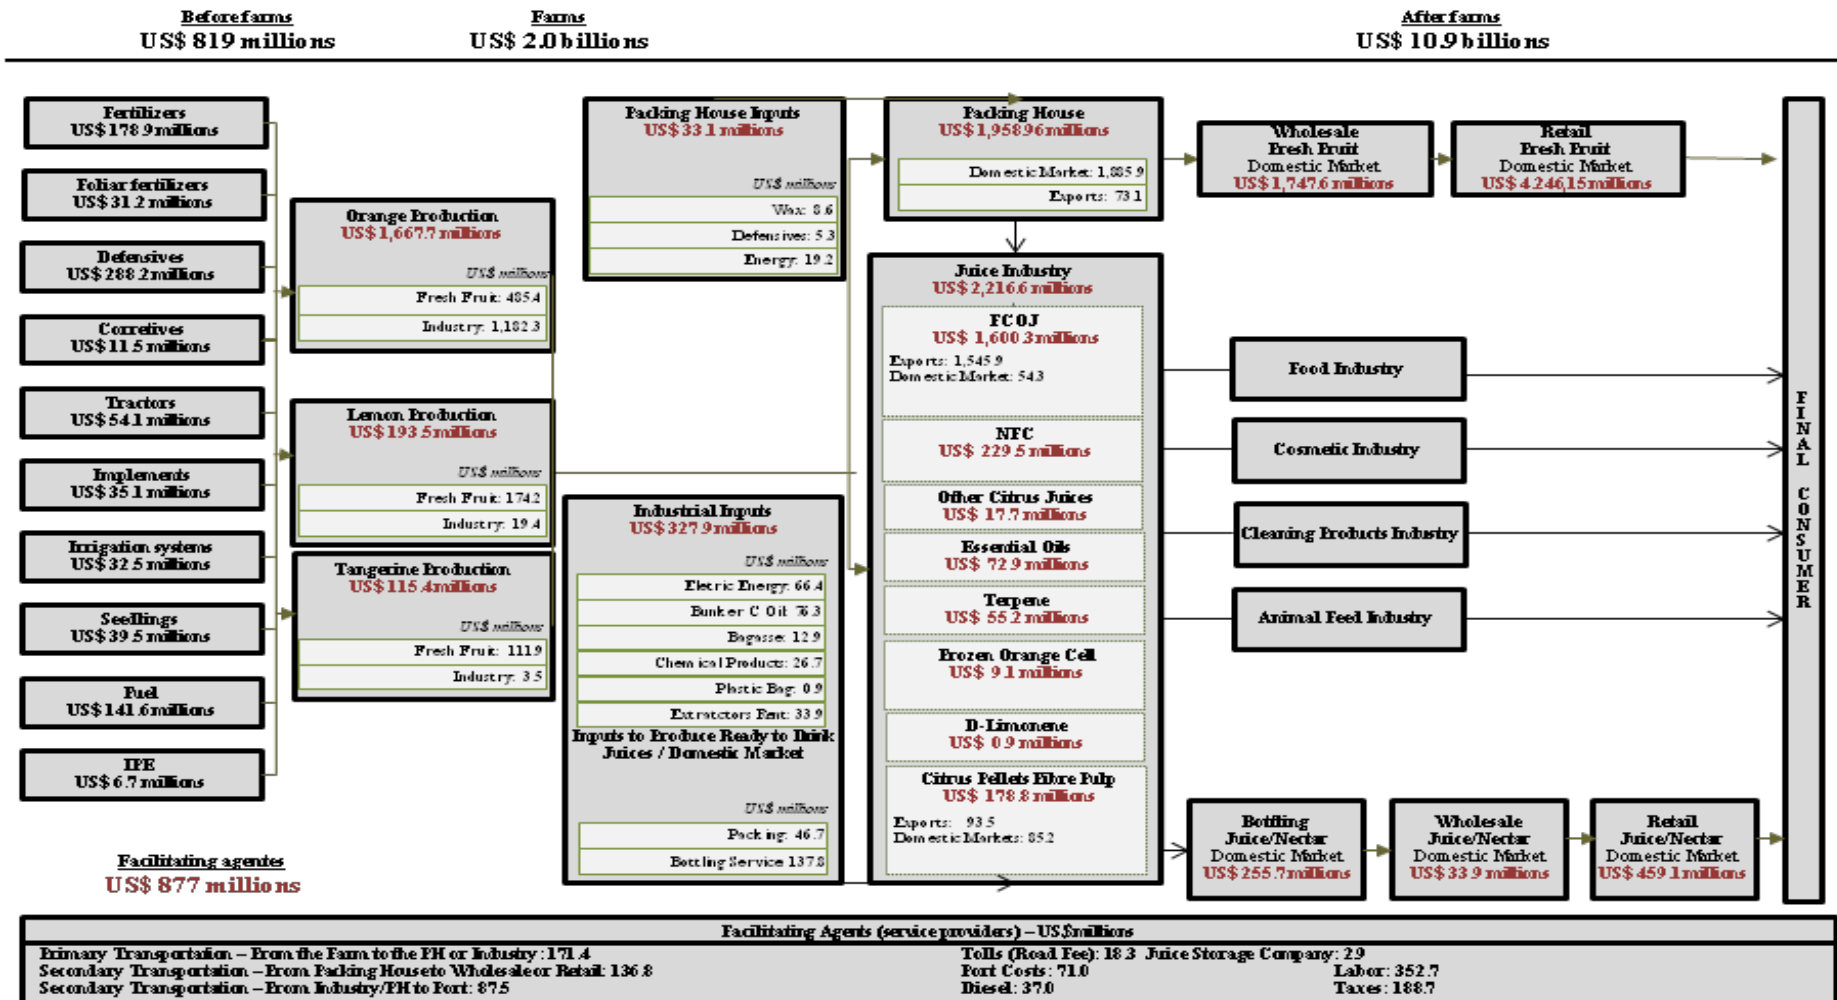 Before farms
US$ 819 millions
Farms
US$ 2.0 billions
After farms
US$ 10.9 billions
Fertilizers
US$ 178.9 millions
Foliar fertilizers
US$ 31.2 millions
Defensives
US$ 288.2 millions
Corretives
US$ 11.5 millions
Tractors
US$ 54.1 millions
Implements
US$ 35.1 millions
Irrigation systems
US$ 32.5 millions
Seedlings
US$ 39.5 millions
Fuel
US$ 141.6 millions
IPE
US$ 6.7 millions
Orange Production
US$ 1,667.7 millions
US$ millions
Fresh Fruit: 485.4
Industry: 1,182.3
Lemon Production
US$ 193.5 millions
US$ millions
Fresh Fruit: 174.2
Industry: 19.4
Tangerine Production
US$ 115.4 millions
US$ millions
Fresh Fruit: 111.9
Industry: 3.5
Packing House Inputs
US$ 33.1 millions
US$ millions
Wax: 8.6
Defensives: 5.3
Energy: 19.2
Industrial Inputs
US$ 327.9 millions
US$ millions
Eletric Energy: 66.4
Bunker C Oil: 76.3
Bagasse: 12.9
Chemical Products: 26.7
Plastic Bag: 0.9
Extratctors Rent: 33.9
Inputs to Produce Ready to Drink
Juices / Domestic Market
US$ millions
Packing: 46.7
Bottling Service 137.8
Packing House
US$ 1,958.96 millions
Domestic Market: 1,885.9
Exports: 73.1
Juice Industry
US$ 2,216.6 millions
FCOJ
US$ 1,600.3 millions
Exports: 1,545.9
Domestic Market: 54.3
NFC
US$ 229.5 millions
Other Citrus Juices
US$ 17.7 millions
Essential Oils
US$ 72.9 millions
Terpene
US$ 55.2 millions
Frozen Orange Cell
US$ 9.1 millions
D-Limonene
US$ 0.9 millions
Citrus Pellets Fibre Pulp
US$ 178.8 millions
Exports: 93.5
Domestic Markets: 85.2
Wholesale
Fresh Fruit
Domestic Market
US$ 1,747.6 millions
Retail
Fresh Fruit
Domestic Market
US$ 4.246,15 millions
Food Industry
Cosmetic Industry
Cleaning Products Industry
Animal Feed Industry
Bottling
Juice/Nectar
Domestic Market
US$ 255.7 millions
Wholesale
Juice/Nectar
Domestic Market
US$ 33.9 millions
Retail
Juice/Nectar
Domestic Market
US$ 459.1 millions
FINAL CONSUMER
Facilitating agentes
US$ 877 millions
Facilitating Agents (service providers) – US$ millions
Primary Transportation – From the Farm to the PH or Industry: 171.4
Secondary Transportation – From Packing House to Wholesale or Retail: 136.8
Secondary Transportation – From Industry/PH to Port: 87.5
Tolls (Road Fee): 18.3 Juice Storage Company: 2.9
Port Costs: 71.0 Labor: 352.7
Diesel: 37.0 Taxes: 188.7